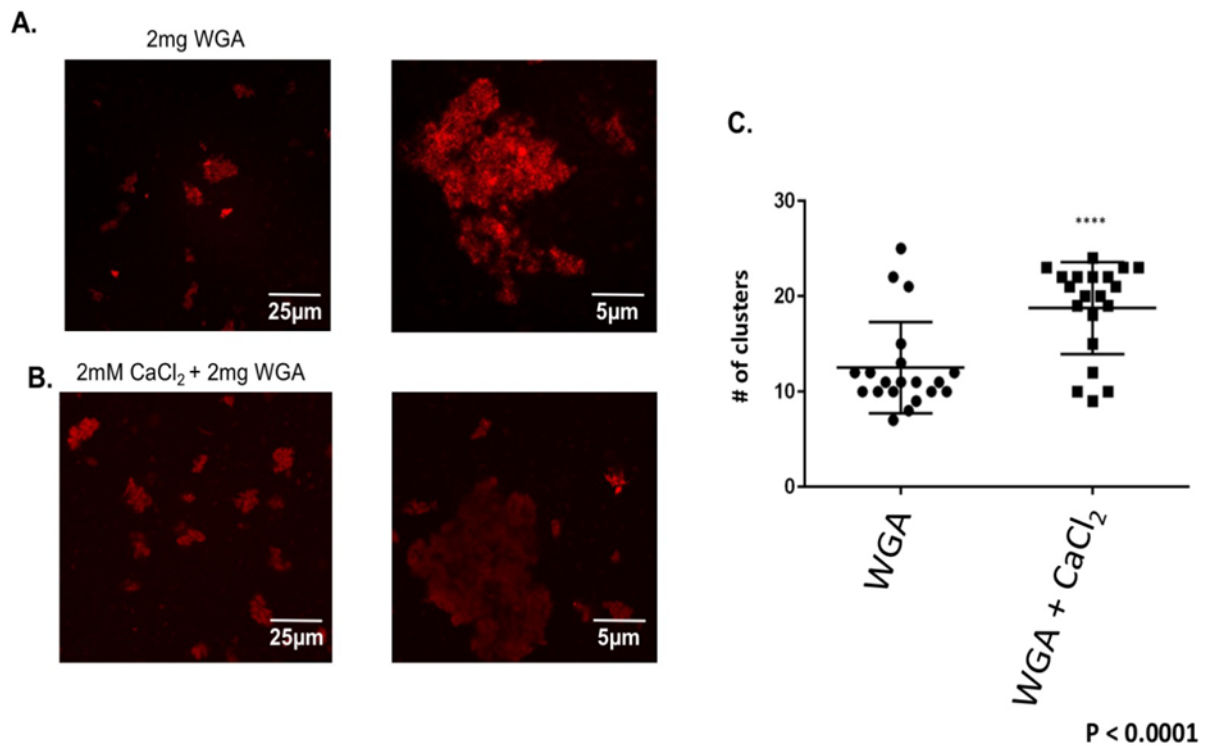 A.
2mg WGA
25µm
5µm
B.
2mM CaCl₂ + 2mg WGA
25µm
5µm
C.
# of clusters
30
20
10
0
****
WGA
WGA + CaCl₂
P < 0.0001